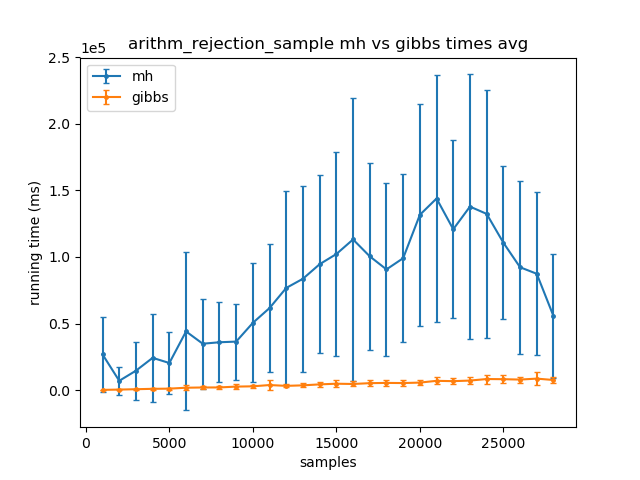 arithm_rejection_sample mh vs gibbs times avg
1e5
2.5
2.0
1.5
1.0
0.5
0.0
running time (ms)
mh
gibbs
0
5000
10000
15000
20000
25000
samples